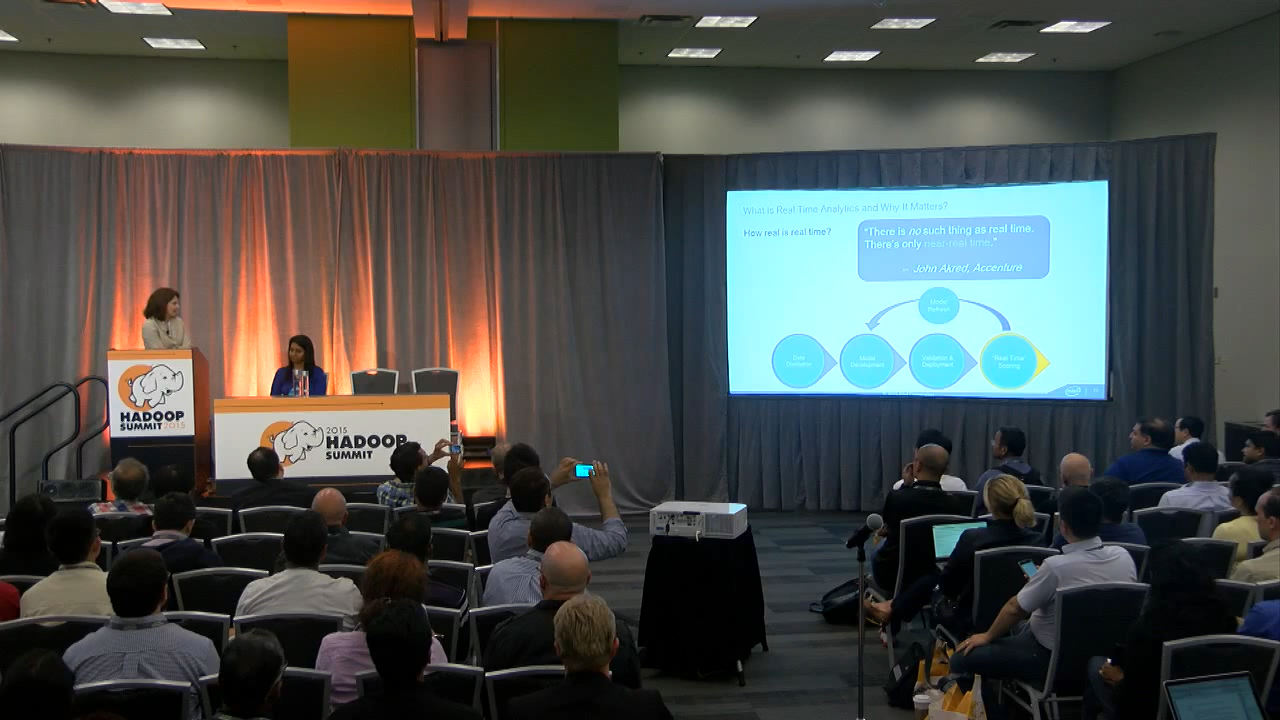 What is Real Time Analytics and Why It Matters?
How real is real time?
"There is no such thing as real time.
There's only near-real time."
– John Akred, Accenture
Model
Refresh
Data
Model
Development
Validation &
Deployment
"Real Time"
Scoring
intel
HADOOP
SUMMIT 2015
2015
HADOOP
SUMMIT